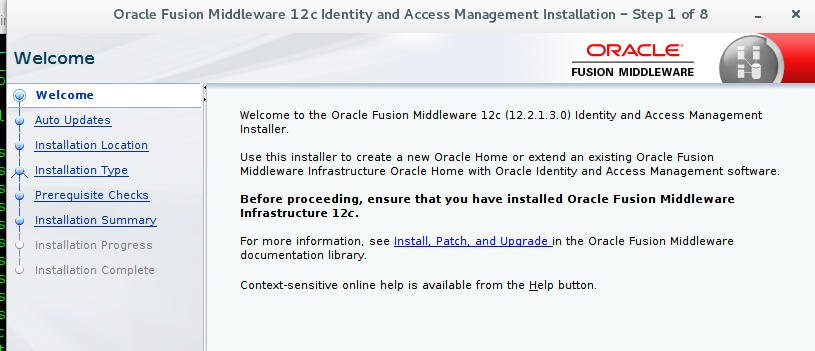 Oracle Fusion Middleware 12c Identity and Access Management Installation – Step 1 of 8
Welcome
ORACLE
FUSION MIDDLEWARE
Welcome
Auto Updates
Installation Location
Installation Type
Prerequisite Checks
Installation Summary
Installation Progress
Installation Complete
Welcome to the Oracle Fusion Middleware 12c (12.2.1.3.0) Identity and Access Management
Installer.
Use this installer to create a new Oracle Home or extend an existing Oracle Fusion
Middleware Infrastructure Oracle Home with Oracle Identity and Access Management software.
Before proceeding, ensure that you have installed Oracle Fusion Middleware
Infrastructure 12c.
For more information, see Install, Patch, and Upgrade in the Oracle Fusion Middleware
documentation library.
Context-sensitive online help is available from the Help button.